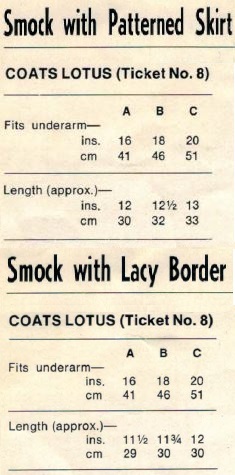 Smock with Patterned Skirt
COATS LOTUS (Ticket No. 8)
A B C
Fits underarm—
ins. 16 18 20
cm 41 46 51
Length (approx.)—
ins. 12 12½ 13
cm 30 32 33
Smock with Lacy Border
COATS LOTUS (Ticket No. 8)
A B C
Fits underarm—
ins. 16 18 20
cm 41 46 51
Length (approx.)—
ins. 11½ 11¾ 12
cm 29 30 30